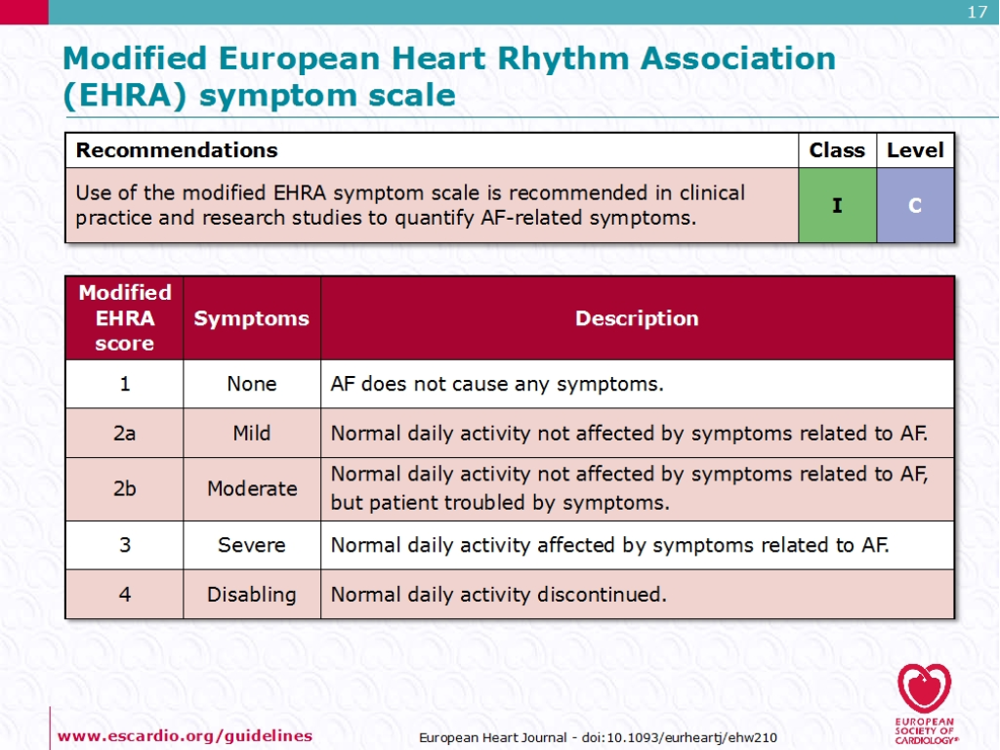 17
Modified European Heart Rhythm Association
(EHRA) symptom scale
Recommendations Class Level
Use of the modified EHRA symptom scale is recommended in clinical
practice and research studies to quantify AF-related symptoms.
I C
Modified
EHRA
score
Symptoms Description
1 None AF does not cause any symptoms.
2a Mild Normal daily activity not affected by symptoms related to AF.
2b Moderate Normal daily activity not affected by symptoms related to AF,
but patient troubled by symptoms.
3 Severe Normal daily activity affected by symptoms related to AF.
4 Disabling Normal daily activity discontinued.
www.escardio.org/guidelines European Heart Journal - doi:10.1093/eurheartj/ehw210
EUROPEAN
SOCIETY OF
CARDIOLOGY®